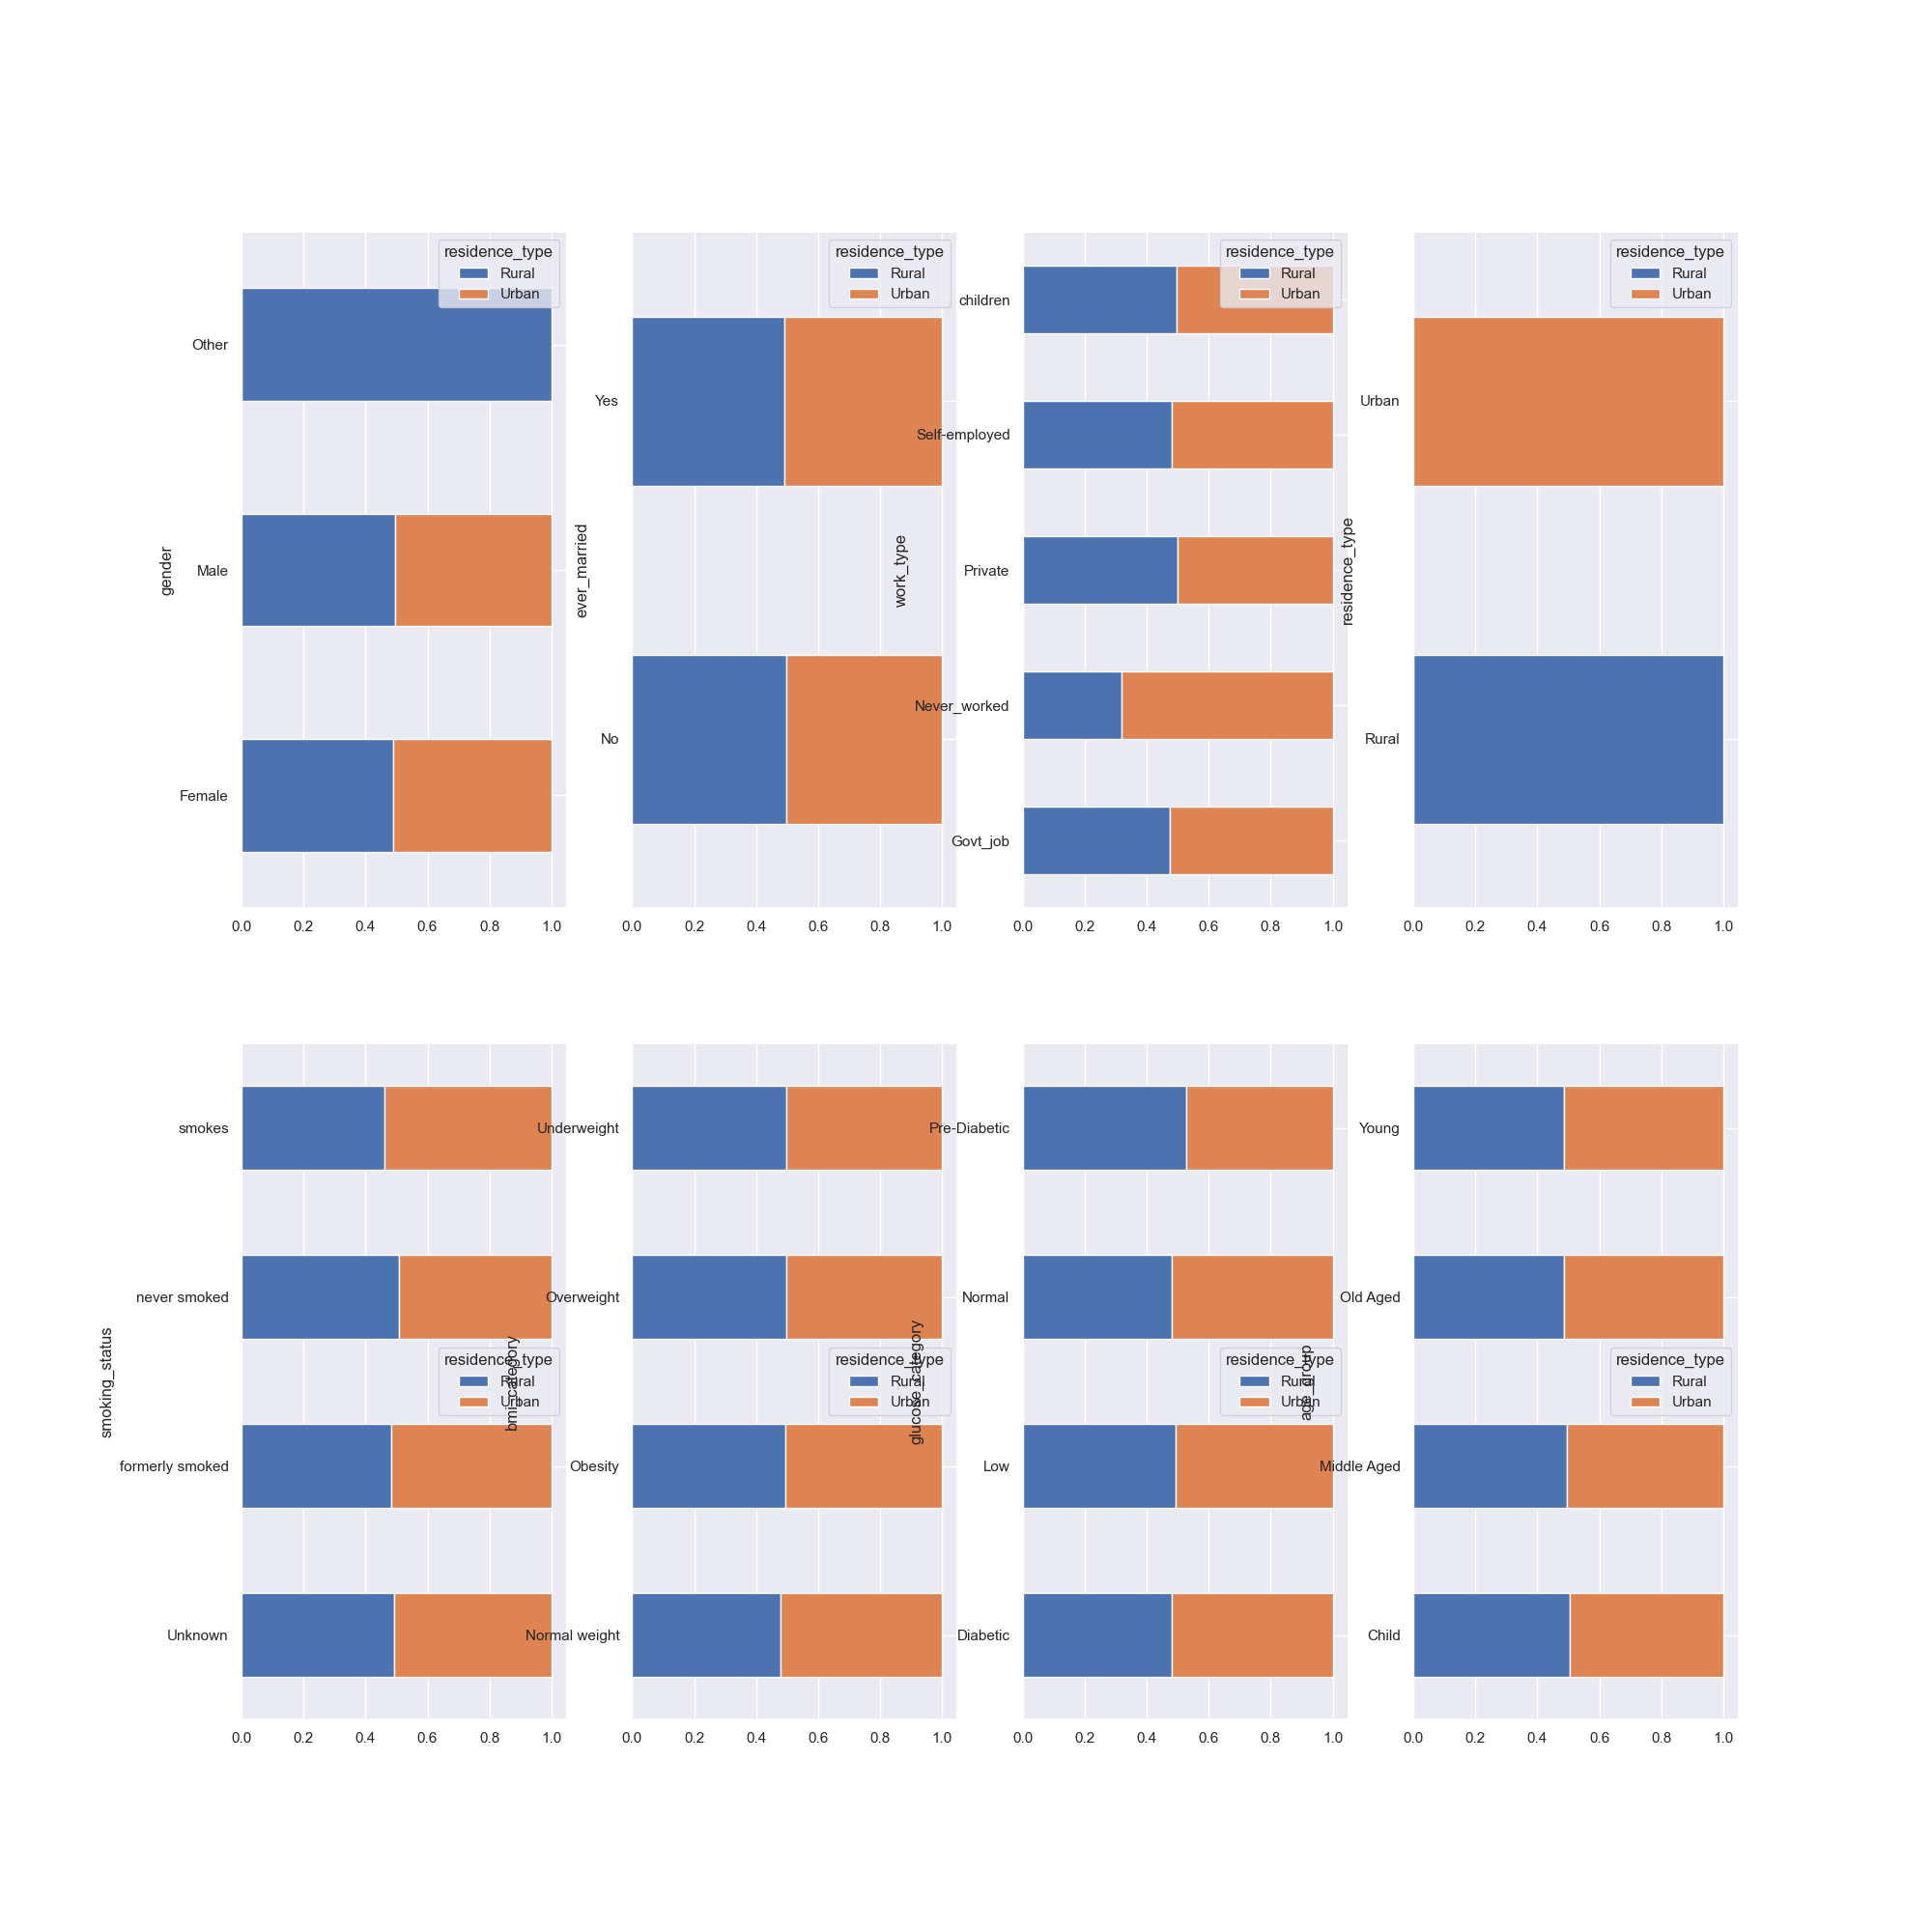 residence_type
Rural
Urban
Other
Male
Female
gender
0.0 0.2 0.4 0.6 0.8 1.0
residence_type
Rural
Urban
Yes
No
ever_married
0.0 0.2 0.4 0.6 0.8 1.0
residence_type
Rural
Urban
children
Self-employed
Private
Never_worked
Govt_job
work_type
0.0 0.2 0.4 0.6 0.8 1.0
residence_type
Rural
Urban
Urban
Rural
residence_type
0.0 0.2 0.4 0.6 0.8 1.0
smokes
never smoked
formerly smoked
Unknown
smoking_status
residence_type
Rural
Urban
0.0 0.2 0.4 0.6 0.8 1.0
Underweight
Overweight
Obesity
Normal weight
bmi_category
residence_type
Rural
Urban
0.0 0.2 0.4 0.6 0.8 1.0
Pre-Diabetic
Normal
Low
Diabetic
glucose_category
residence_type
Rural
Urban
0.0 0.2 0.4 0.6 0.8 1.0
Young
Old Aged
Middle Aged
Child
age_group
residence_type
Rural
Urban
0.0 0.2 0.4 0.6 0.8 1.0